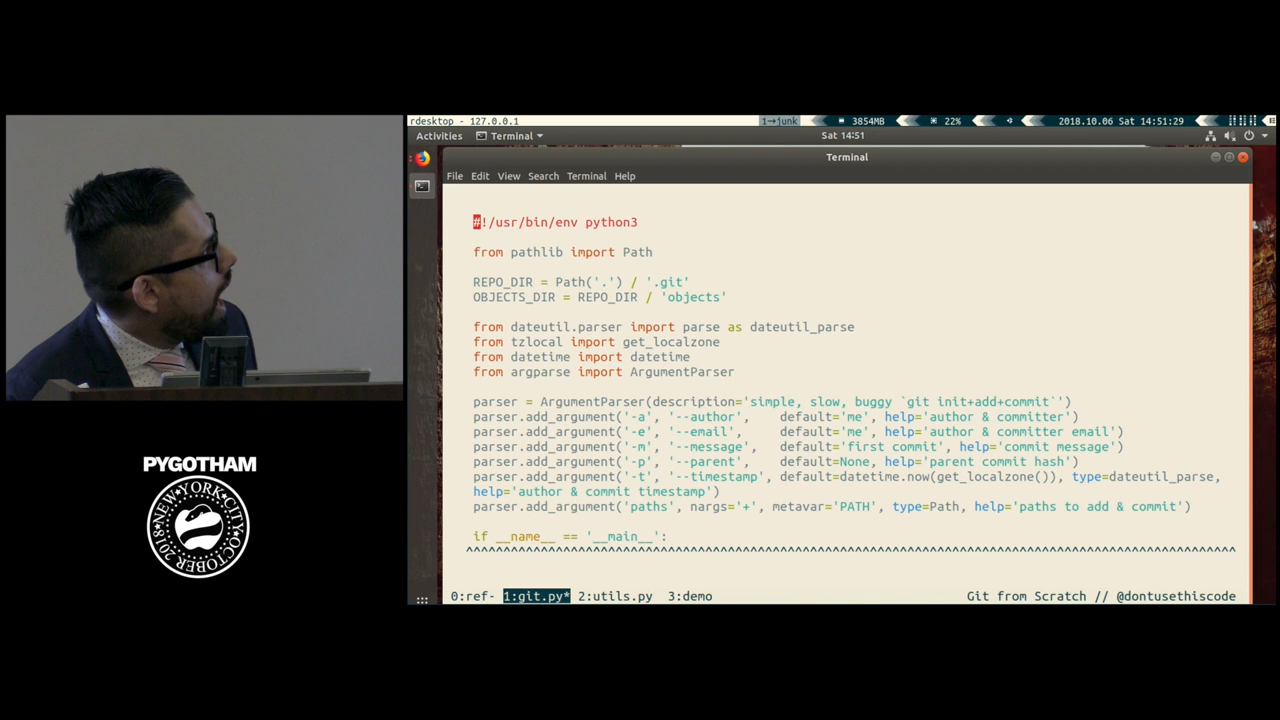 rdesktop - 127.0.0.1
1→junk
3854MB
22%
2018.10.06 Sat 14:51:29
Activities
Terminal
Sat 14:51
Terminal
File Edit View Search Terminal Help
#!/usr/bin/env python3
from pathlib import Path
REPO_DIR = Path('.') / '.git'
OBJECTS_DIR = REPO_DIR / 'objects'
from dateutil.parser import parse as dateutil_parse
from tzlocal import get_localzone
from datetime import datetime
from argparse import ArgumentParser
parser = ArgumentParser(description='simple, slow, buggy `git init+add+commit`')
parser.add_argument('-a', '--author',    default='me', help='author & committer')
parser.add_argument('-e', '--email',     default='me', help='author & committer email')
parser.add_argument('-m', '--message',   default='first commit', help='commit message')
parser.add_argument('-p', '--parent',    default=None, help='parent commit hash')
parser.add_argument('-t', '--timestamp', default=datetime.now(get_localzone()), type=dateutil_parse,
help='author & commit timestamp')
parser.add_argument('paths', nargs='+', metavar='PATH', type=Path, help='paths to add & commit')
if __name__ == '__main__':
^^^^^^^^^^^^^^^^^^^^^^^^^^^^^^^^^^^^^^^^^^^^^^^^^^^^^^^^^^^^^^^^^^^^^^^^^^^^^^^^^^^^^^^^^^^^^^^^^^^^^^^
0:ref- 1:git.py* 2:utils.py  3:demo
Git from Scratch // @dontusethiscode
PYGOTHAM
NEW YORK CITY OCTOBER 2018